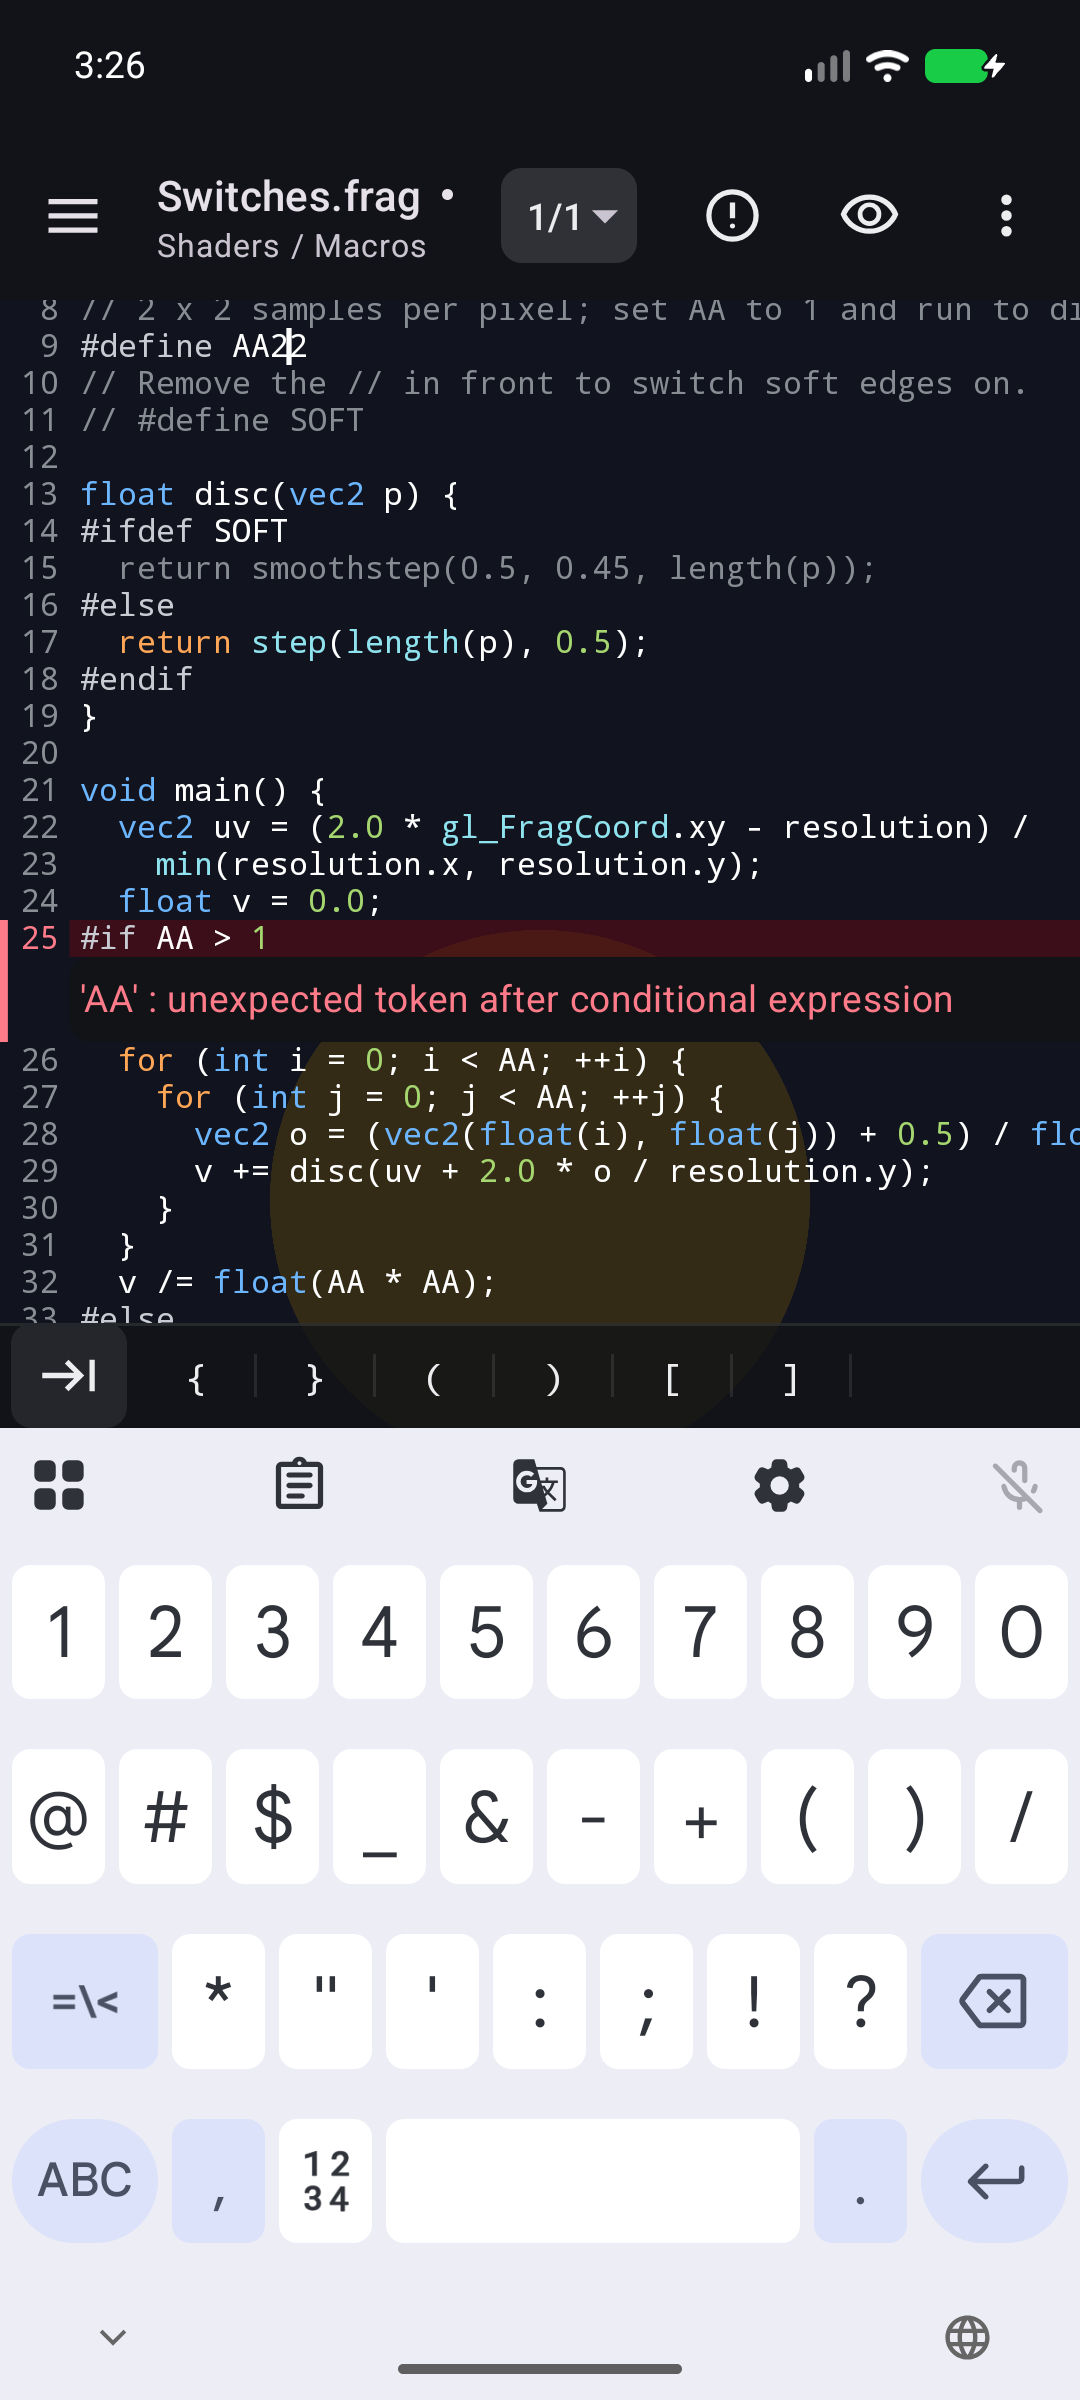 3:26
Switches.frag •
Shaders / Macros
1/1
8 // 2 x 2 samples per pixel; set AA to 1 and run to di
9 #define AA22
10 // Remove the // in front to switch soft edges on.
11 // #define SOFT
12
13 float disc(vec2 p) {
14 #ifdef SOFT
15   return smoothstep(0.5, 0.45, length(p));
16 #else
17   return step(length(p), 0.5);
18 #endif
19 }
20
21 void main() {
22   vec2 uv = (2.0 * gl_FragCoord.xy - resolution) /
23     min(resolution.x, resolution.y);
24   float v = 0.0;
25 #if AA > 1
'AA' : unexpected token after conditional expression
26   for (int i = 0; i < AA; ++i) {
27     for (int j = 0; j < AA; ++j) {
28       vec2 o = (vec2(float(i), float(j)) + 0.5) / flo
29       v += disc(uv + 2.0 * o / resolution.y);
30     }
31   }
32   v /= float(AA * AA);
33 #else
{ } ( ) [ ]
1 2 3 4 5 6 7 8 9 0
@ # $ _ & - + ( ) /
=\< * " ' : ; ! ?
ABC , 12 34 .